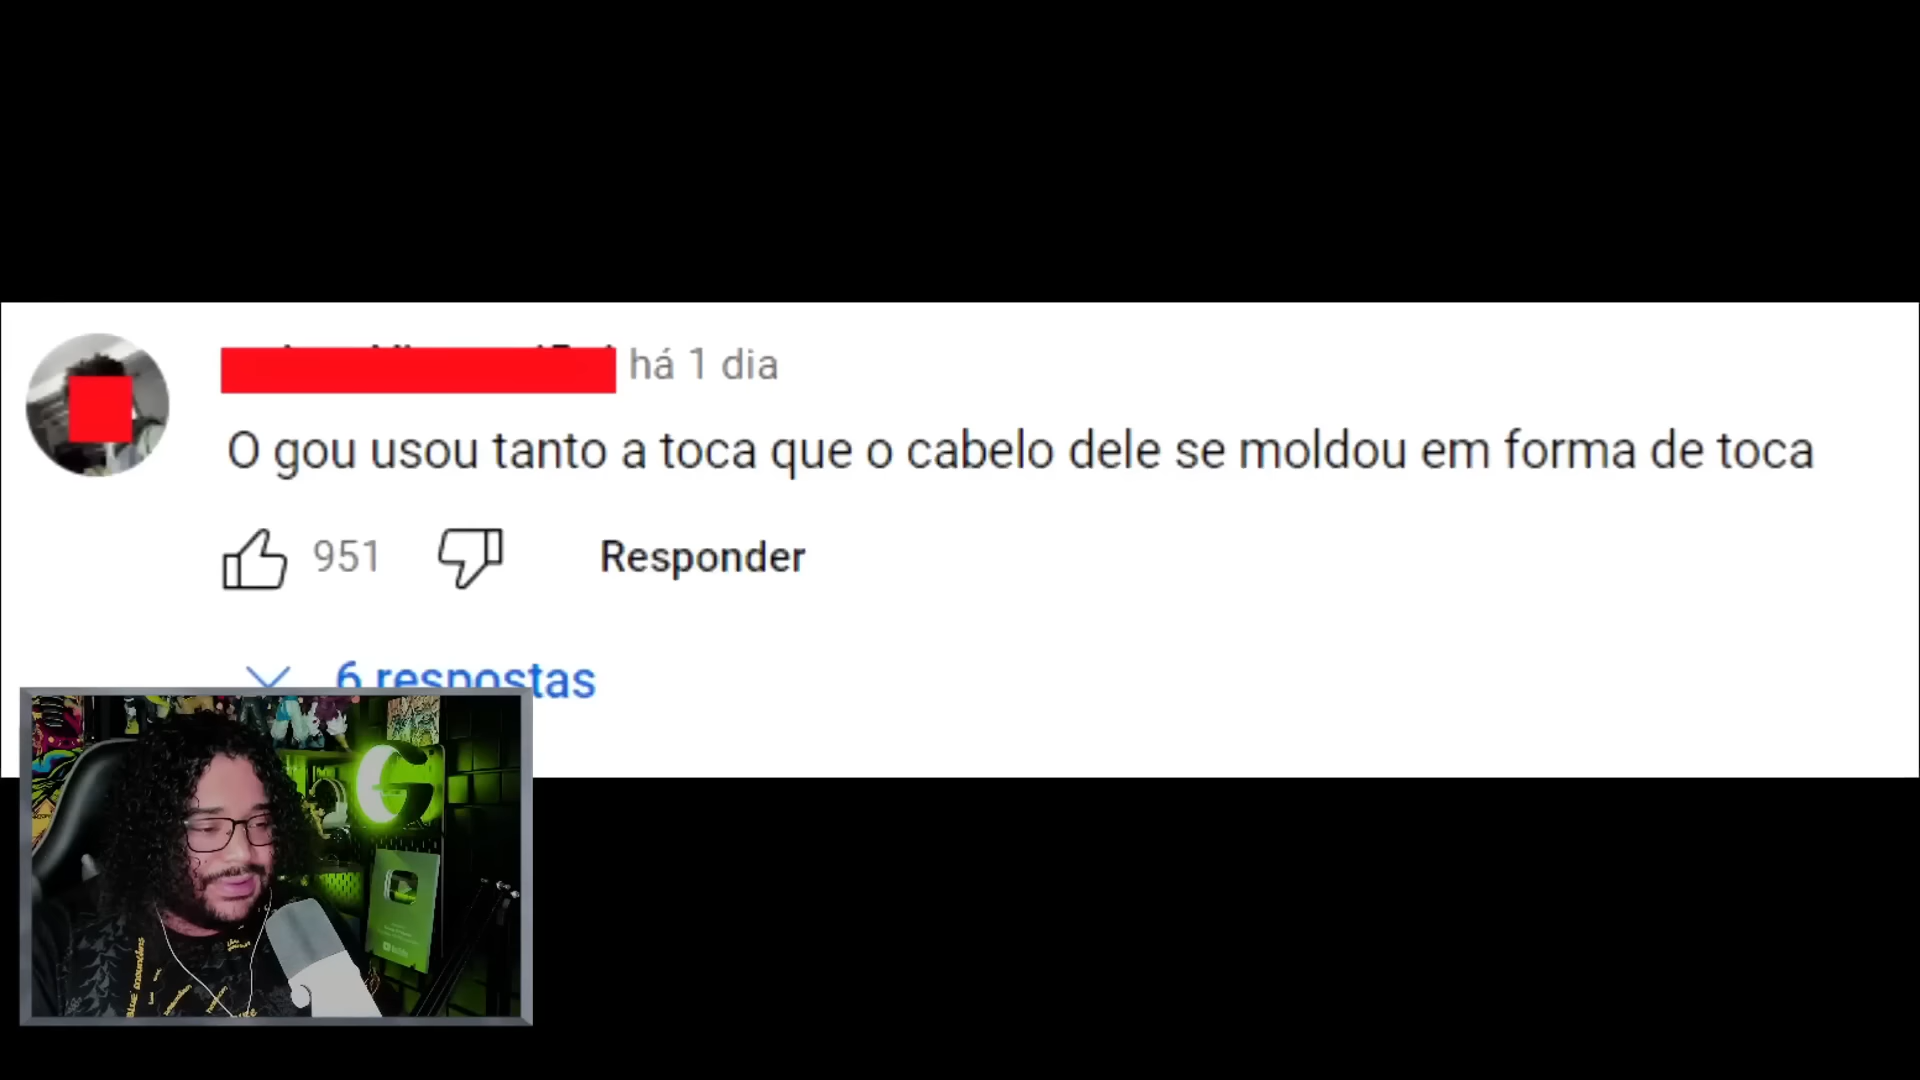 há 1 dia
O gou usou tanto a toca que o cabelo dele se moldou em forma de toca
951
Responder
6 respostas
G